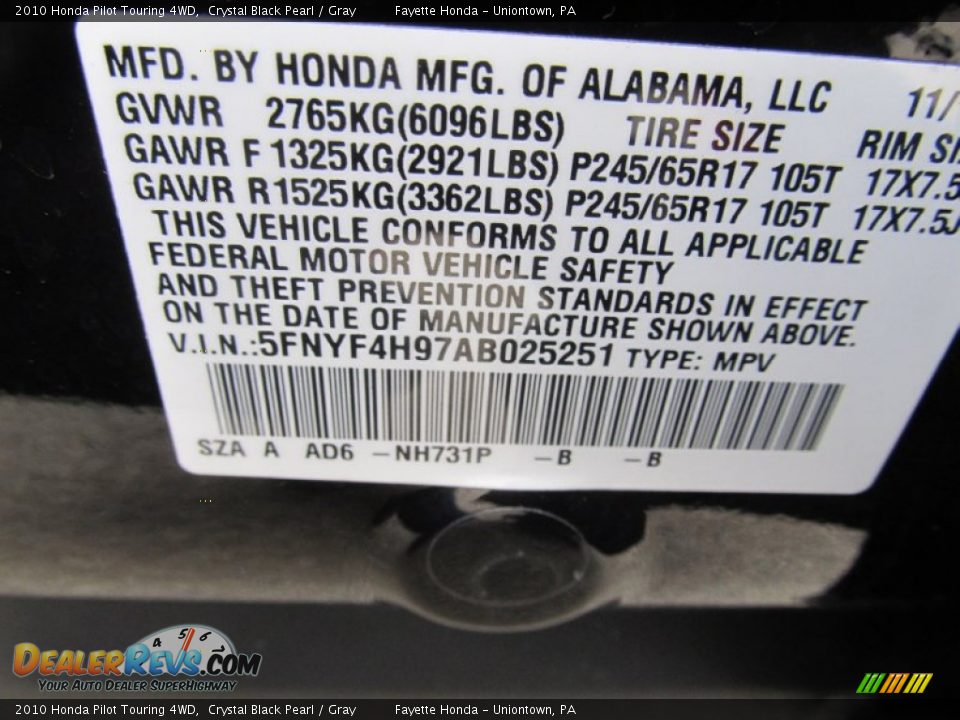 2010 Honda Pilot Touring 4WD, Crystal Black Pearl / Gray Fayette Honda - Uniontown, PA
MFD. BY HONDA MFG. OF ALABAMA, LLC 11/
GVWR 2765KG(6096LBS) TIRE SIZE RIM SI
GAWR F 1325KG(2921LBS) P245/65R17 105T 17X7.5
GAWR R1525KG(3362LBS) P245/65R17 105T 17X7.5J
THIS VEHICLE CONFORMS TO ALL APPLICABLE
FEDERAL MOTOR VEHICLE SAFETY
AND THEFT PREVENTION STANDARDS IN EFFECT
ON THE DATE OF MANUFACTURE SHOWN ABOVE.
V.I.N.:5FNYF4H97AB025251 TYPE: MPV
SZA A AD6 -NH731P -B -B
4 5 6
DEALERREVS.COM
YOUR AUTO DEALER SUPERHIGHWAY
2010 Honda Pilot Touring 4WD, Crystal Black Pearl / Gray Fayette Honda - Uniontown, PA